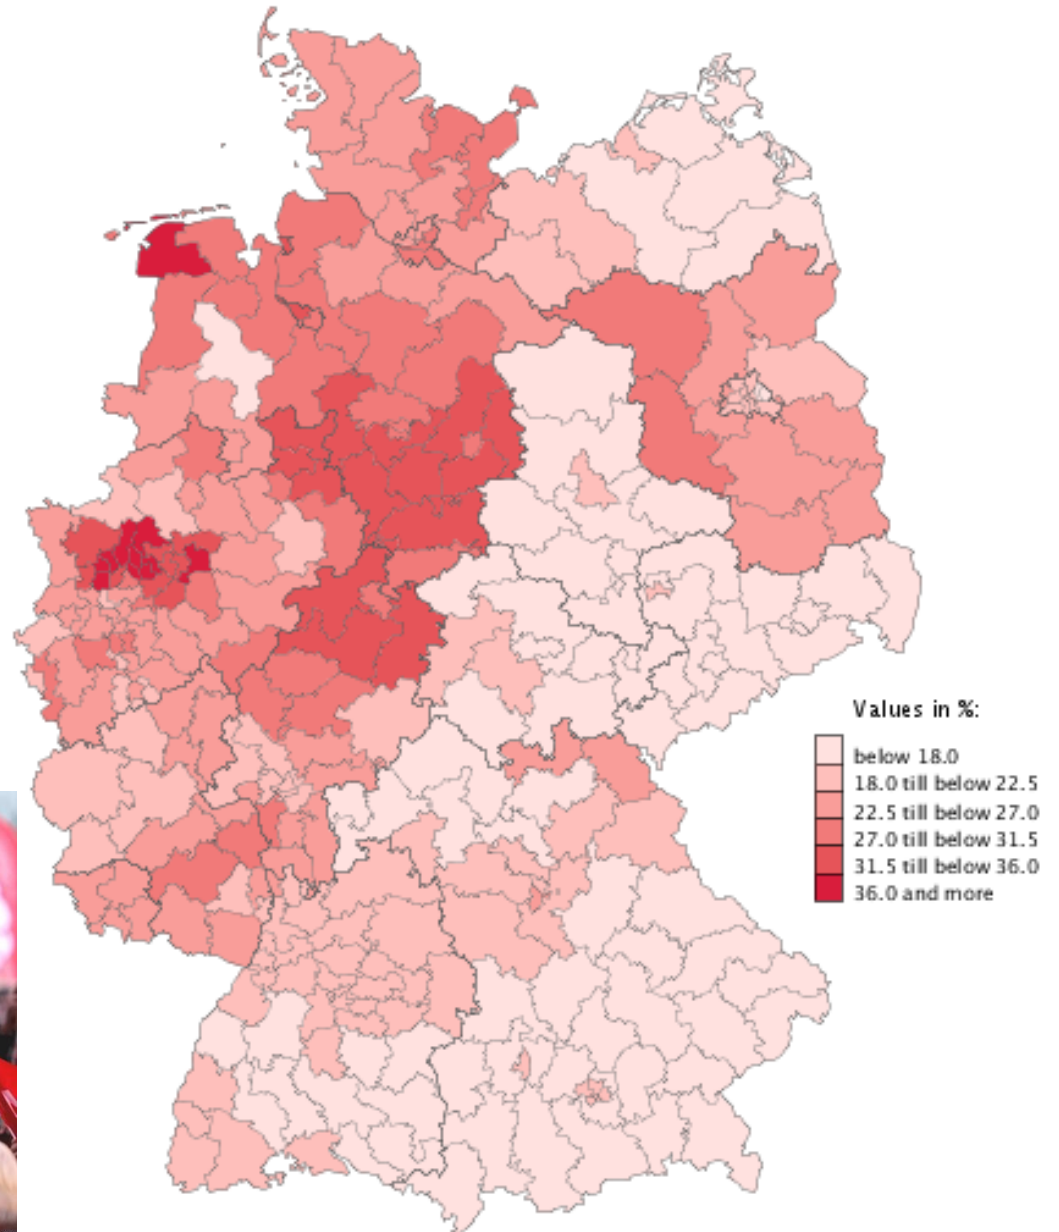 Values in %:
below 18.0
18.0 till below 22.5
22.5 till below 27.0
27.0 till below 31.5
31.5 till below 36.0
36.0 and more